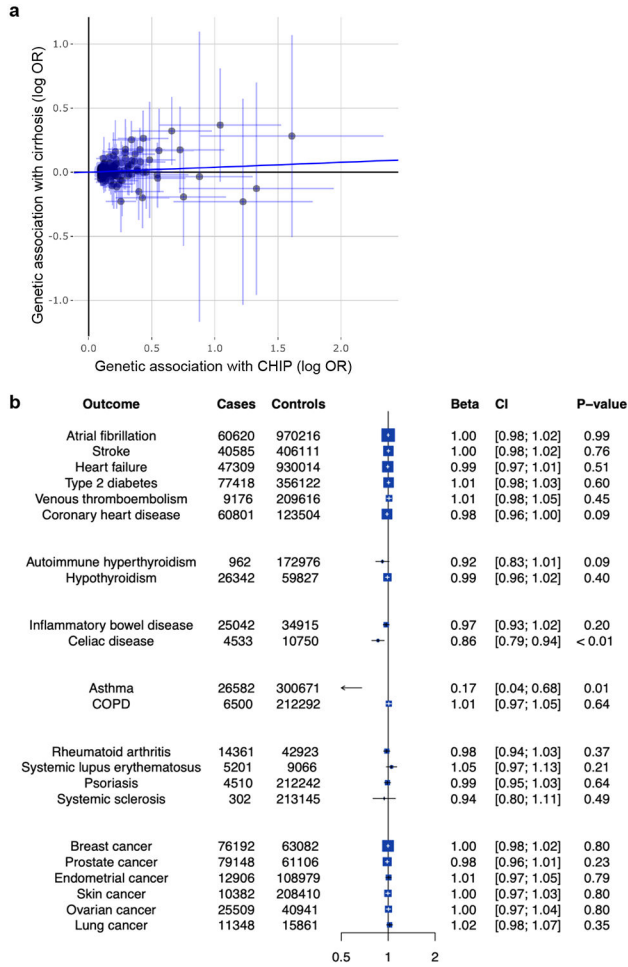 a
Genetic association with cirrhosis (log OR)
1.0
0.5
0.0
-0.5
-1.0
0.0 0.5 1.0 1.5 2.0
Genetic association with CHIP (log OR)
b
Outcome Cases Controls Beta CI P–value
Atrial fibrillation 60620 970216 1.00 [0.98; 1.02] 0.99
Stroke 40585 406111 1.00 [0.98; 1.02] 0.76
Heart failure 47309 930014 0.99 [0.97; 1.01] 0.51
Type 2 diabetes 77418 356122 1.01 [0.98; 1.03] 0.60
Venous thromboembolism 9176 209616 1.01 [0.98; 1.05] 0.45
Coronary heart disease 60801 123504 0.98 [0.96; 1.00] 0.09
Autoimmune hyperthyroidism 962 172976 0.92 [0.83; 1.01] 0.09
Hypothyroidism 26342 59827 0.99 [0.96; 1.02] 0.40
Inflammatory bowel disease 25042 34915 0.97 [0.93; 1.02] 0.20
Celiac disease 4533 10750 0.86 [0.79; 0.94] < 0.01
Asthma 26582 300671 0.17 [0.04; 0.68] 0.01
COPD 6500 212292 1.01 [0.97; 1.05] 0.64
Rheumatoid arthritis 14361 42923 0.98 [0.94; 1.03] 0.37
Systemic lupus erythematosus 5201 9066 1.05 [0.97; 1.13] 0.21
Psoriasis 4510 212242 0.99 [0.95; 1.03] 0.64
Systemic sclerosis 302 213145 0.94 [0.80; 1.11] 0.49
Breast cancer 76192 63082 1.00 [0.98; 1.02] 0.80
Prostate cancer 79148 61106 0.98 [0.96; 1.01] 0.23
Endometrial cancer 12906 108979 1.01 [0.97; 1.05] 0.79
Skin cancer 10382 208410 1.00 [0.97; 1.03] 0.80
Ovarian cancer 25509 40941 1.00 [0.97; 1.04] 0.80
Lung cancer 11348 15861 1.02 [0.98; 1.07] 0.35
0.5 1 2